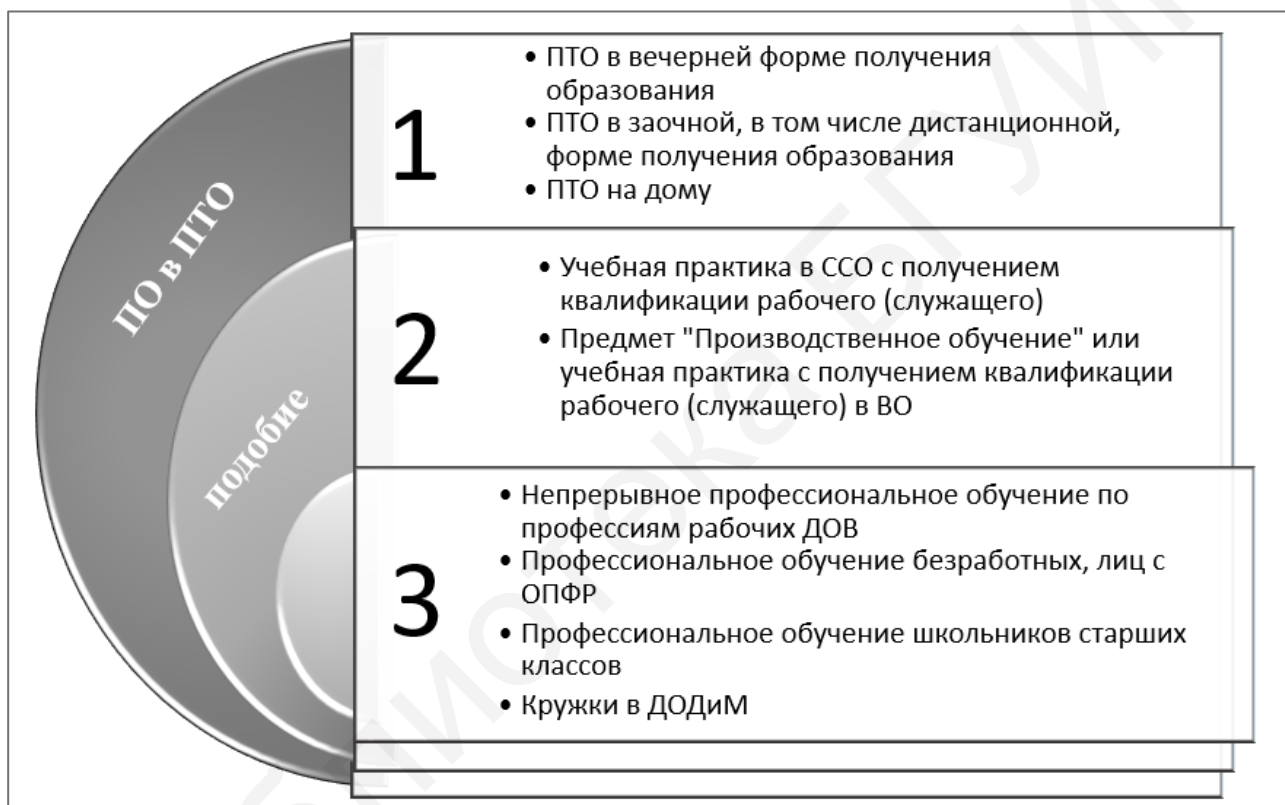 ПО в ПТО
подобие
1
• ПТО в вечерней форме получения
образования
• ПТО в заочной, в том числе дистанционной,
форме получения образования
• ПТО на дому
2
• Учебная практика в ССО с получением
квалификации рабочего (служащего)
• Предмет "Производственное обучение" или
учебная практика с получением квалификации
рабочего (служащего) в ВО
3
• Непрерывное профессиональное обучение по
профессиям рабочих ДОВ
• Профессиональное обучение безработных, лиц с
ОПФР
• Профессиональное обучение школьников старших
классов
• Кружки в ДОДиМ